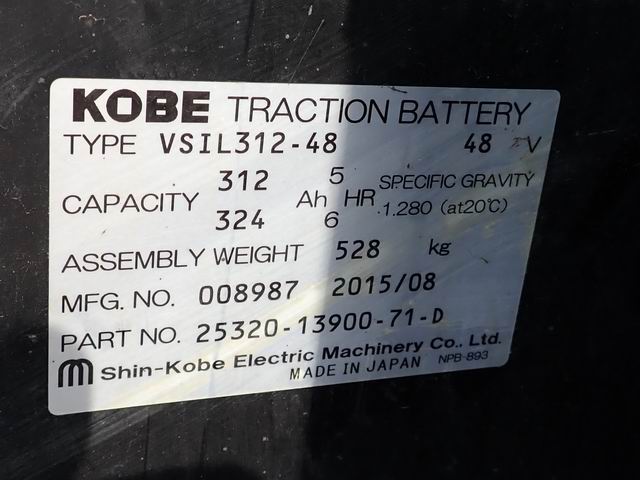 KOBE TRACTION BATTERY
TYPE VSIL312-48 48 V
CAPACITY 312 Ah 5 HR SPECIFIC GRAVITY
324 6 1.280 (at20℃)
ASSEMBLY WEIGHT 528 kg
MFG. NO. 008987 2015/08
PART NO. 25320-13900-71-D
Shin-Kobe Electric Machinery Co., Ltd.
MADE IN JAPAN NPB-893